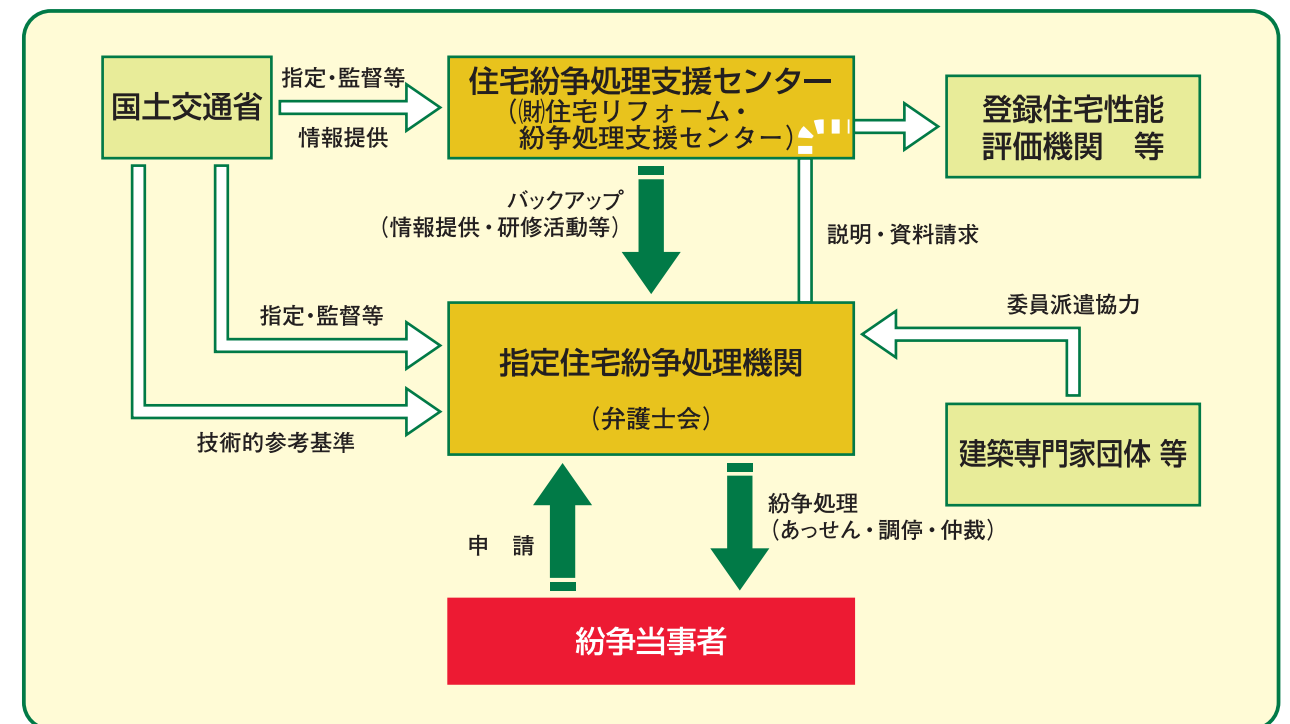 国土交通省
指定・監督等
情報提供
住宅紛争処理支援センター
(㈶住宅リフォーム・
紛争処理支援センター)
登録住宅性能
評価機関　等
バックアップ
(情報提供・研修活動等)
説明・資料請求
指定・監督等
委員派遣協力
指定住宅紛争処理機関
(弁護士会)
技術的参考基準
建築専門家団体 等
紛争処理
(あっせん・調停・仲裁)
申　請
紛争当事者